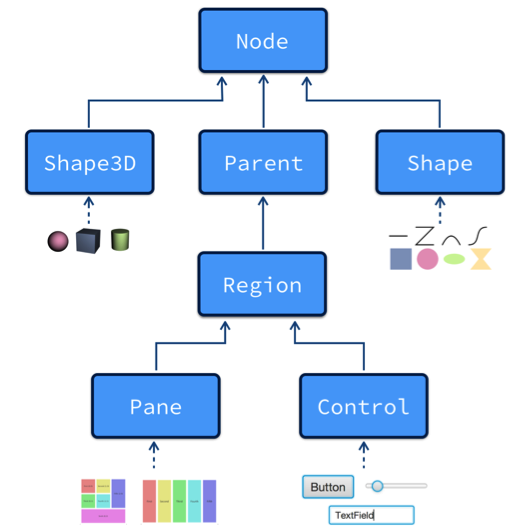 Node
Shape3D
Parent
Shape
Region
Pane
Control
Button
TextField